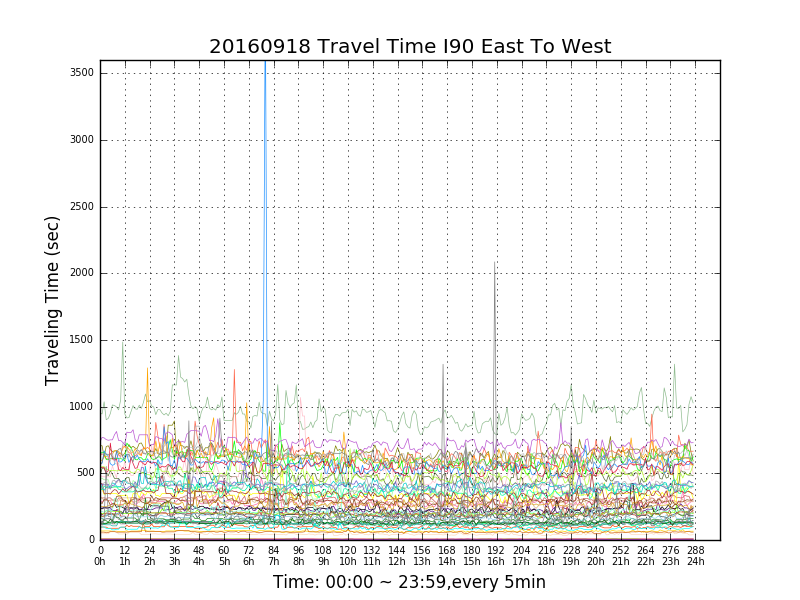 20160918 Travel Time I90 East To West
3500
3000
2500
2000
1500
1000
500
0
Traveling Time (sec)
0 12 24 36 48 60 72 84 96 108 120 132 144 156 168 180 192 204 216 228 240 252 264 276 288
0h 1h 2h 3h 4h 5h 6h 7h 8h 9h 10h 11h 12h 13h 14h 15h 16h 17h 18h 19h 20h 21h 22h 23h 24h
Time: 00:00 ~ 23:59,every 5min